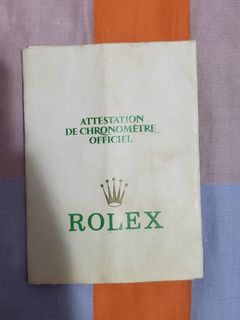 ATTESTATION
DE CHRONOMÈTRE
OFFICIEL
ROLEX